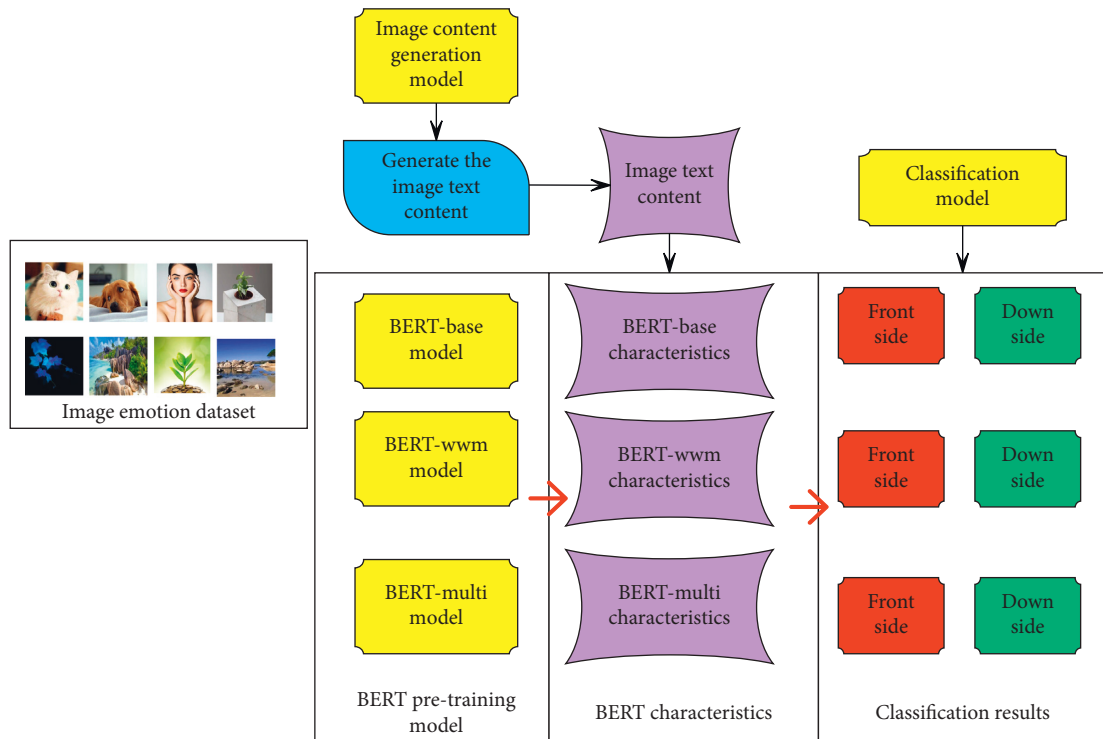 Image content
generation
model
Generate the
image text
content
Image text
content
Classification
model
Image emotion dataset
BERT-base
model
BERT-wwm
model
BERT-multi
model
BERT pre-training
model
BERT-base
characteristics
BERT-wwm
characteristics
BERT-multi
characteristics
BERT characteristics
Front
side
Down
side
Front
side
Down
side
Front
side
Down
side
Classification results